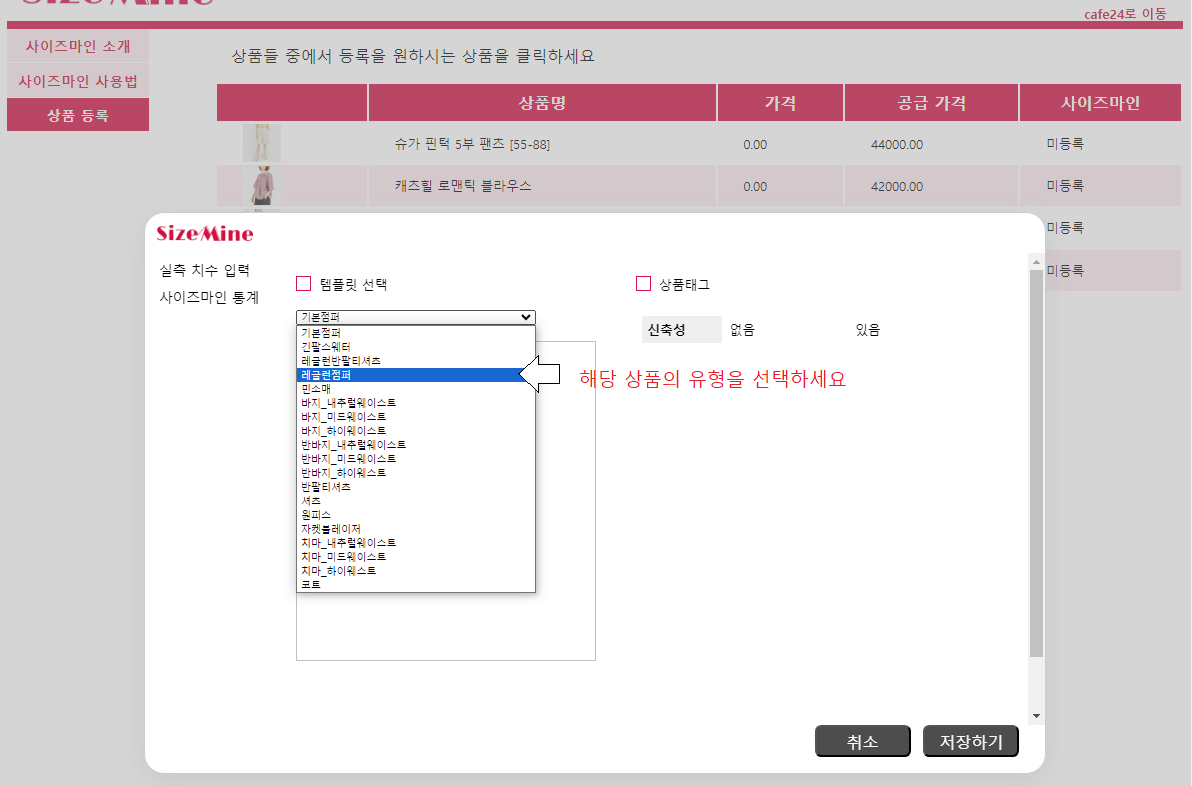 SizeMine
cafe24로 이동
사이즈마인 소개
사이즈마인 사용법
상품 등록
상품들 중에서 등록을 원하시는 상품을 클릭하세요
상품명 가격 공급 가격 사이즈마인
슈가 핀턱 5부 팬츠 [55-88] 0.00 44000.00 미등록
캐츠힐 로맨틱 블라우스 0.00 42000.00 미등록
미등록
미등록
SizeMine
실측 치수 입력
사이즈마인 통계
템플릿 선택
기본점퍼
기본점퍼
긴팔스웨터
레글런반팔티셔츠
레글런점퍼
민소매
바지_내추럴웨이스트
바지_미드웨이스트
바지_하이웨이스트
반바지_내추럴웨이스트
반바지_미드웨이스트
반바지_하이웨스트
반팔티셔츠
셔츠
원피스
자켓블레이저
치마_내추럴웨이스트
치마_미드웨이스트
치마_하이웨스트
코트
상품태그
신축성 없음 있음
해당 상품의 유형을 선택하세요
취소 저장하기